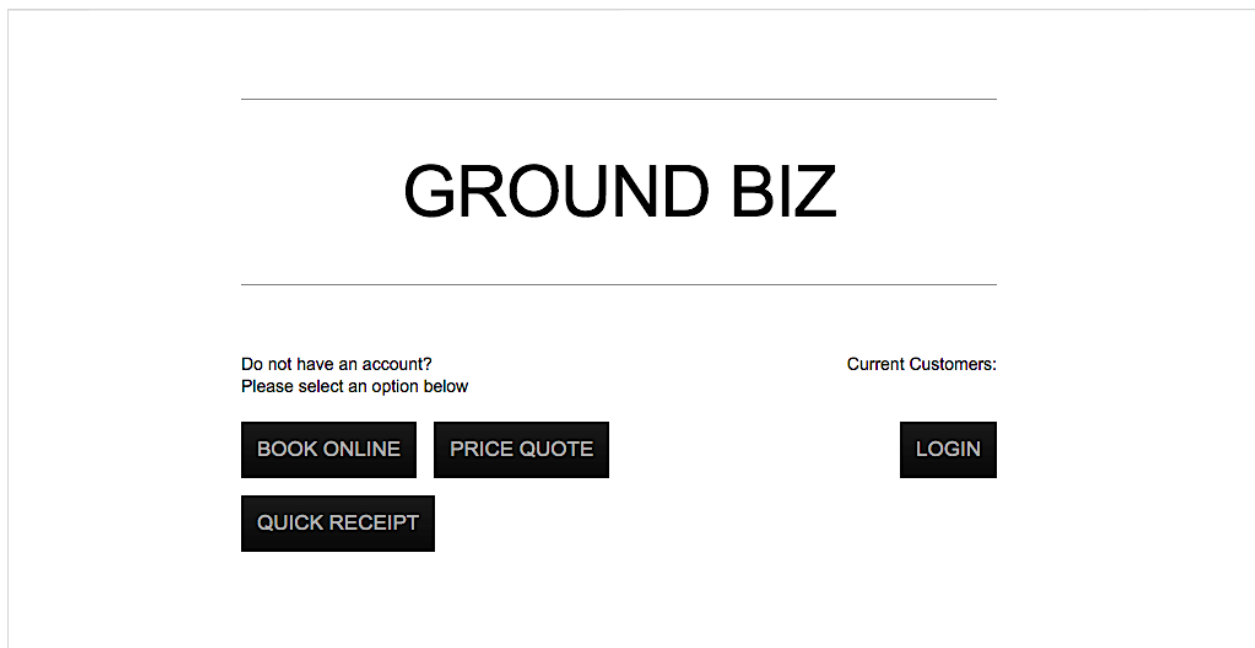 GROUND BIZ
Do not have an account?
Please select an option below
Current Customers:
BOOK ONLINE
PRICE QUOTE
LOGIN
QUICK RECEIPT